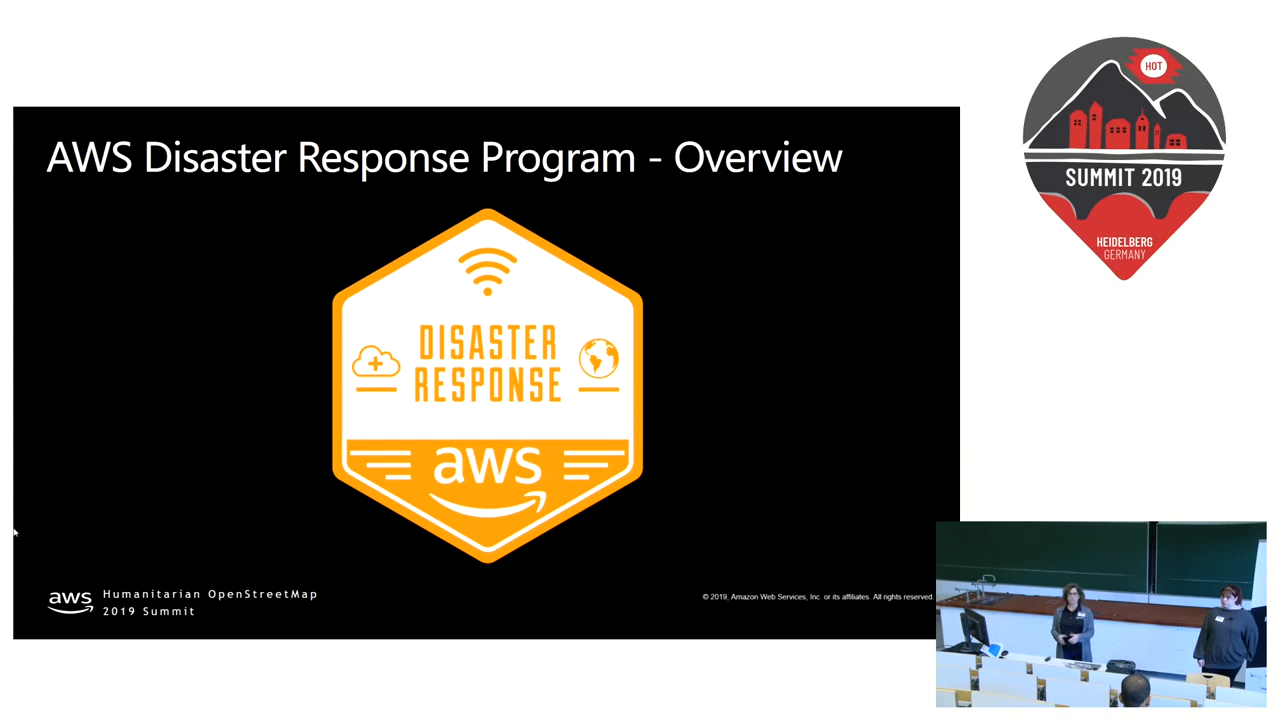 AWS Disaster Response Program - Overview
DISASTER
RESPONSE
aws
aws
Humanitarian OpenStreetMap
2019 Summit
© 2019, Amazon Web Services, Inc. or its affiliates. All rights reserved.
HOT
SUMMIT 2019
HEIDELBERG
GERMANY